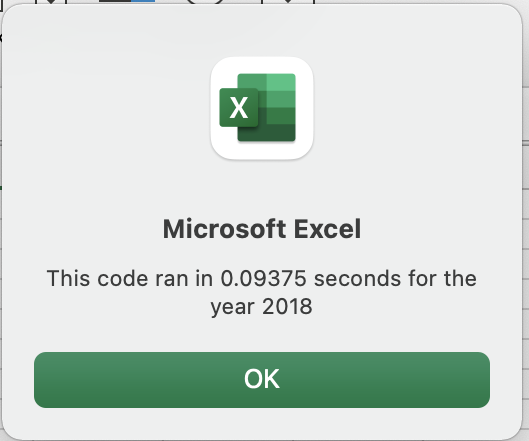 X
Microsoft Excel
This code ran in 0.09375 seconds for the
year 2018
OK